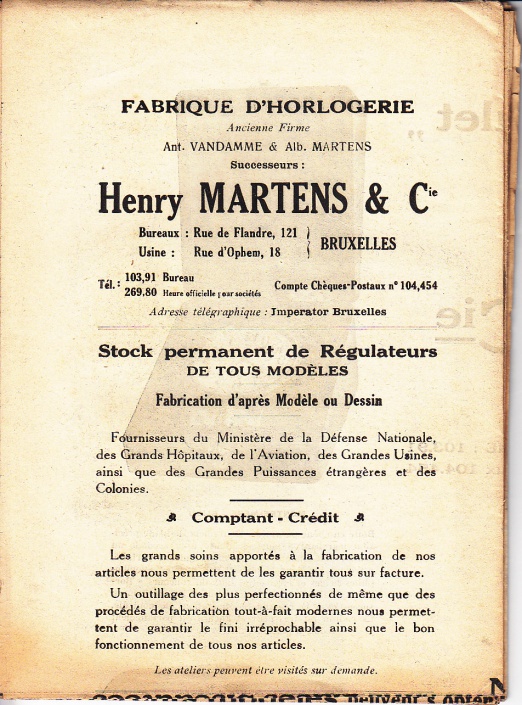 FABRIQUE D'HORLOGERIE
Ancienne Firme
Ant. VANDAMME & Alb. MARTENS
Successeurs :
Henry MARTENS & Cie
Bureaux : Rue de Flandre, 121
Usine : Rue d'Ophem, 18
BRUXELLES
Tél. : 103,91 Bureau
269.80 Heure officielle pour sociétés
Compte Chèques-Postaux n° 104,454
Adresse télégraphique : Imperator Bruxelles
Stock permanent de Régulateurs
DE TOUS MODÈLES
Fabrication d'après Modèle ou Dessin
Fournisseurs du Ministère de la Défense Nationale,
des Grands Hôpitaux, de l'Aviation, des Grandes Usines,
ainsi que des Grandes Puissances étrangères et des
Colonies.
Comptant - Crédit
Les grands soins apportés à la fabrication de nos
articles nous permettent de les garantir tous sur facture.
Un outillage des plus perfectionnés de même que des
procédés de fabrication tout-à-fait modernes nous permet-
tent de garantir le fini irréprochable ainsi que le bon
fonctionnement de tous nos articles.
Les ateliers peuvent être visités sur demande.